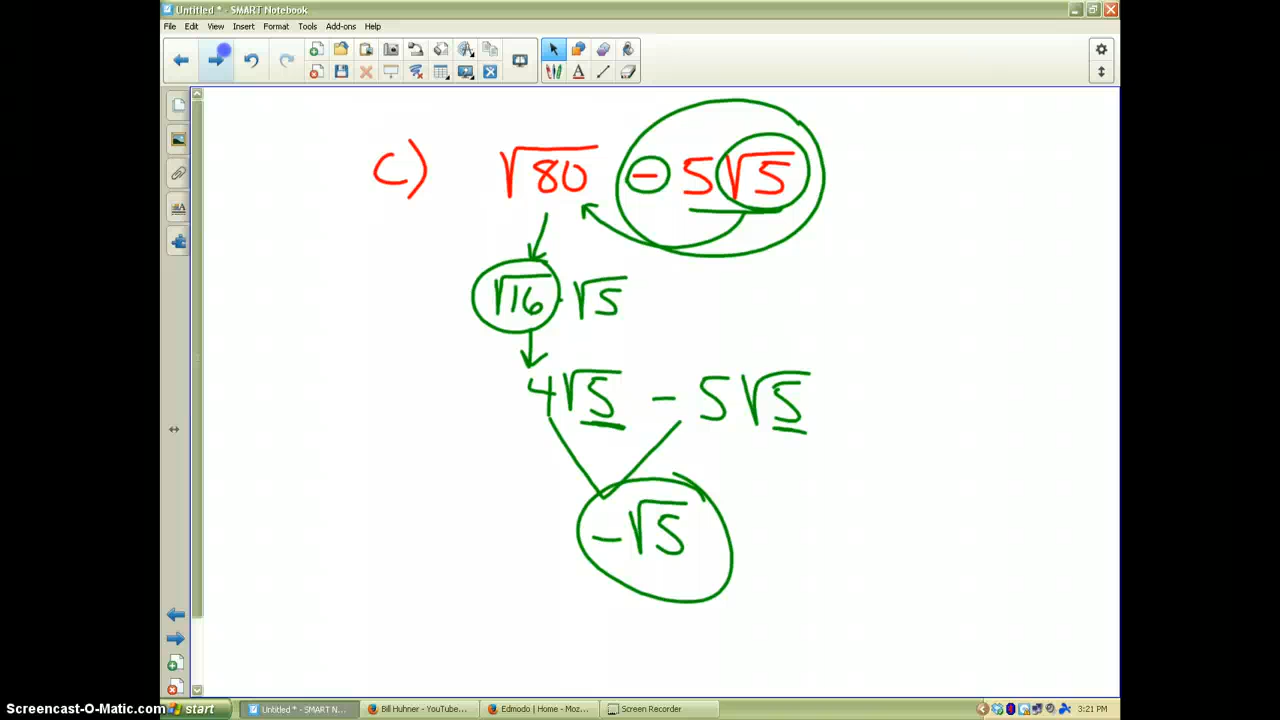 Untitled * - SMART Notebook
File Edit View Insert Format Tools Add-ons Help
c) √80 - 5√5
√16 · √5
4√5 - 5√5
-√5
Screencast-O-Matic.com
start Untitled * - SMART N... Bill Huhner - YouTube... Edmodo | Home - Moz... Screen Recorder 3:21 PM